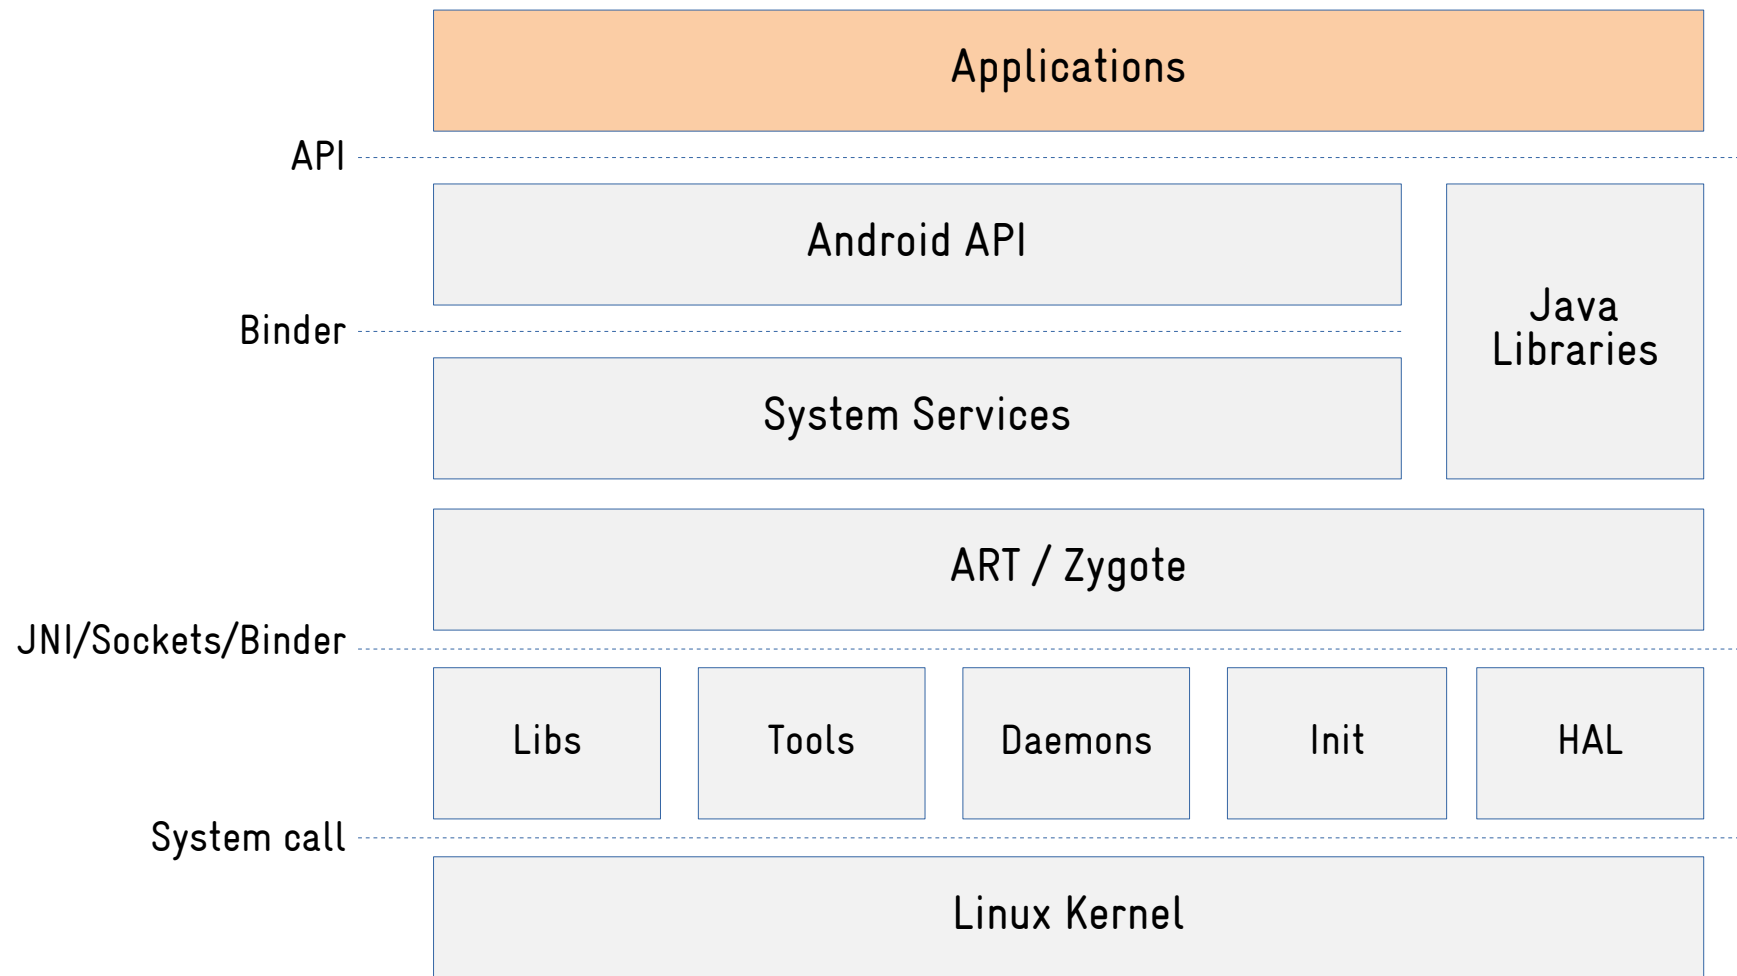 Applications
API
Android API
Java
Libraries
Binder
System Services
ART / Zygote
JNI/Sockets/Binder
Libs
Tools
Daemons
Init
HAL
System call
Linux Kernel